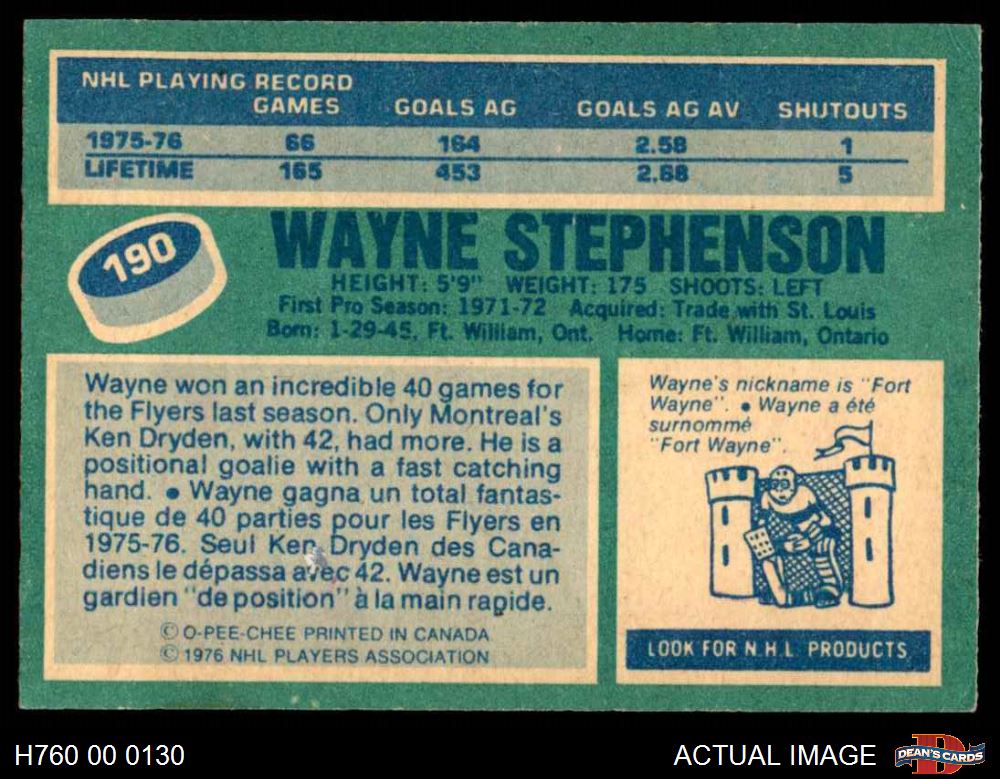 NHL PLAYING RECORD
GAMES GOALS AG GOALS AG AV SHUTOUTS
1975-76 66 164 2.58 1
LIFETIME 165 453 2.68 5
190
WAYNE STEPHENSON
HEIGHT: 5'9" WEIGHT: 175 SHOOTS: LEFT
First Pro Season: 1971-72 Acquired: Trade with St. Louis
Born: 1-29-45, Ft. William, Ont. Home: Ft. William, Ontario
Wayne won an incredible 40 games for
the Flyers last season. Only Montreal's
Ken Dryden, with 42, had more. He is a
positional goalie with a fast catching
hand. ● Wayne gagna un total fantas-
tique de 40 parties pour les Flyers en
1975-76. Seul Ken Dryden des Cana-
diens le dépassa avec 42. Wayne est un
gardien "de position" à la main rapide.
© O-PEE-CHEE PRINTED IN CANADA
© 1976 NHL PLAYERS ASSOCIATION
Wayne's nickname is "Fort
Wayne". ● Wayne a été
surnommé
"Fort Wayne".
LOOK FOR N.H.L PRODUCTS
H760 00 0130 ACTUAL IMAGE DEAN'S CARDS